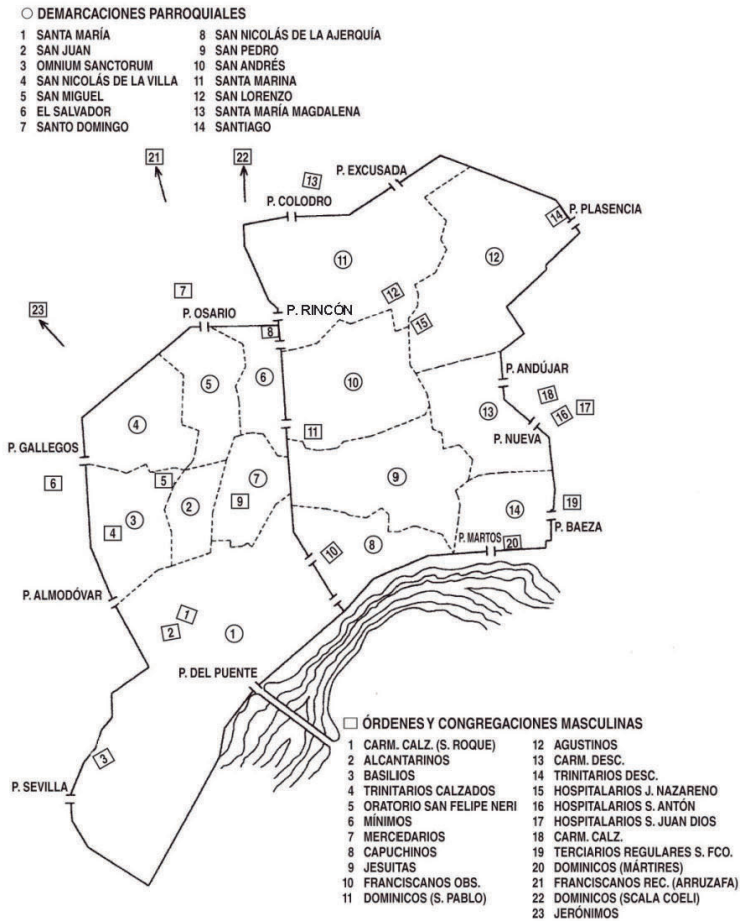 ○ DEMARCACIONES PARROQUIALES
1 SANTA MARÍA
2 SAN JUAN
3 OMNIUM SANCTORUM
4 SAN NICOLÁS DE LA VILLA
5 SAN MIGUEL
6 EL SALVADOR
7 SANTO DOMINGO
8 SAN NICOLÁS DE LA AJERQUÍA
9 SAN PEDRO
10 SAN ANDRÉS
11 SANTA MARINA
12 SAN LORENZO
13 SANTA MARÍA MAGDALENA
14 SANTIAGO
21
22
13
P. EXCUSADA
P. COLODRO
14
P. PLASENCIA
11
12
7
12
23
P. OSARIO
P. RINCÓN
15
8
P. ANDÚJAR
5
6
10
18
13
17
16
4
11
P. NUEVA
P. GALLEGOS
6
5
7
9
9
2
3
4
14
19
P. BAEZA
P. MARTOS
20
8
10
P. ALMODÓVAR
1
2
1
P. DEL PUENTE
3
P. SEVILLA
□ ÓRDENES Y CONGREGACIONES MASCULINAS
1 CARM. CALZ. (S. ROQUE)
2 ALCANTARINOS
3 BASILIOS
4 TRINITARIOS CALZADOS
5 ORATORIO SAN FELIPE NERI
6 MÍNIMOS
7 MERCEDARIOS
8 CAPUCHINOS
9 JESUITAS
10 FRANCISCANOS OBS.
11 DOMINICOS (S. PABLO)
12 AGUSTINOS
13 CARM. DESC.
14 TRINITARIOS DESC.
15 HOSPITALARIOS J. NAZARENO
16 HOSPITALARIOS S. ANTÓN
17 HOSPITALARIOS S. JUAN DIOS
18 CARM. CALZ.
19 TERCIARIOS REGULARES S. FCO.
20 DOMINICOS (MÁRTIRES)
21 FRANCISCANOS REC. (ARRUZAFA)
22 DOMINICOS (SCALA COELI)
23 JERÓNIMOS